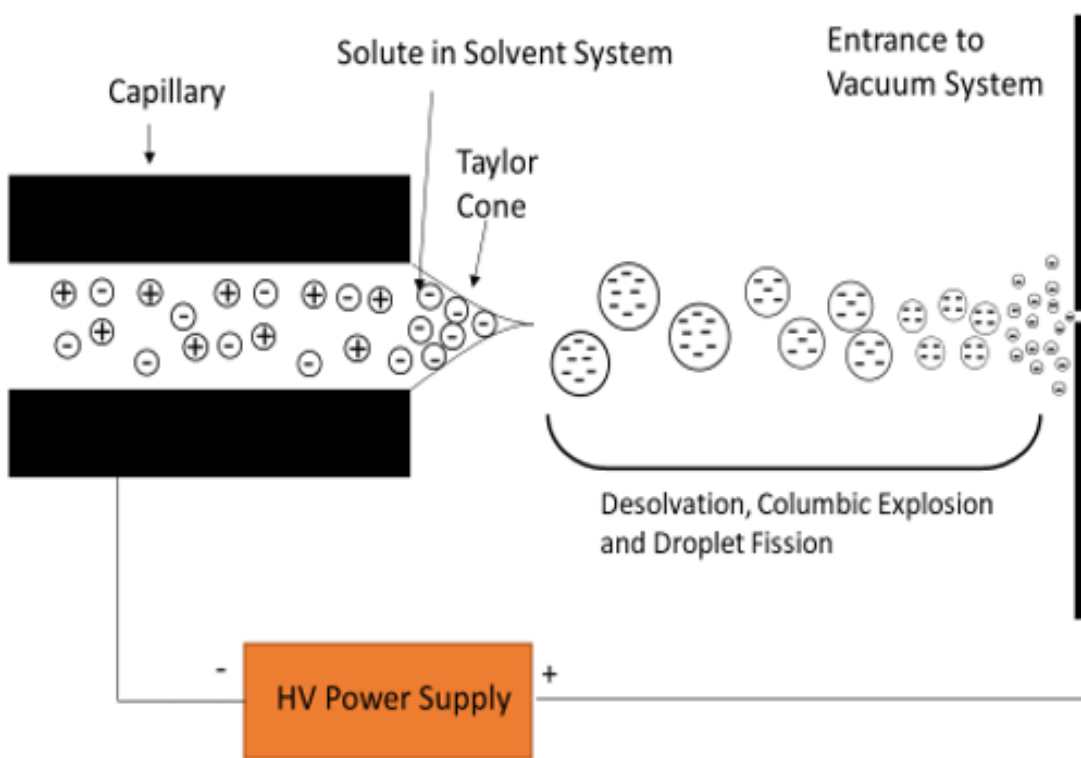 Solute in Solvent System
Entrance to
Vacuum System
Capillary
Taylor
Cone
Desolvation, Columbic Explosion
and Droplet Fission
- +
HV Power Supply